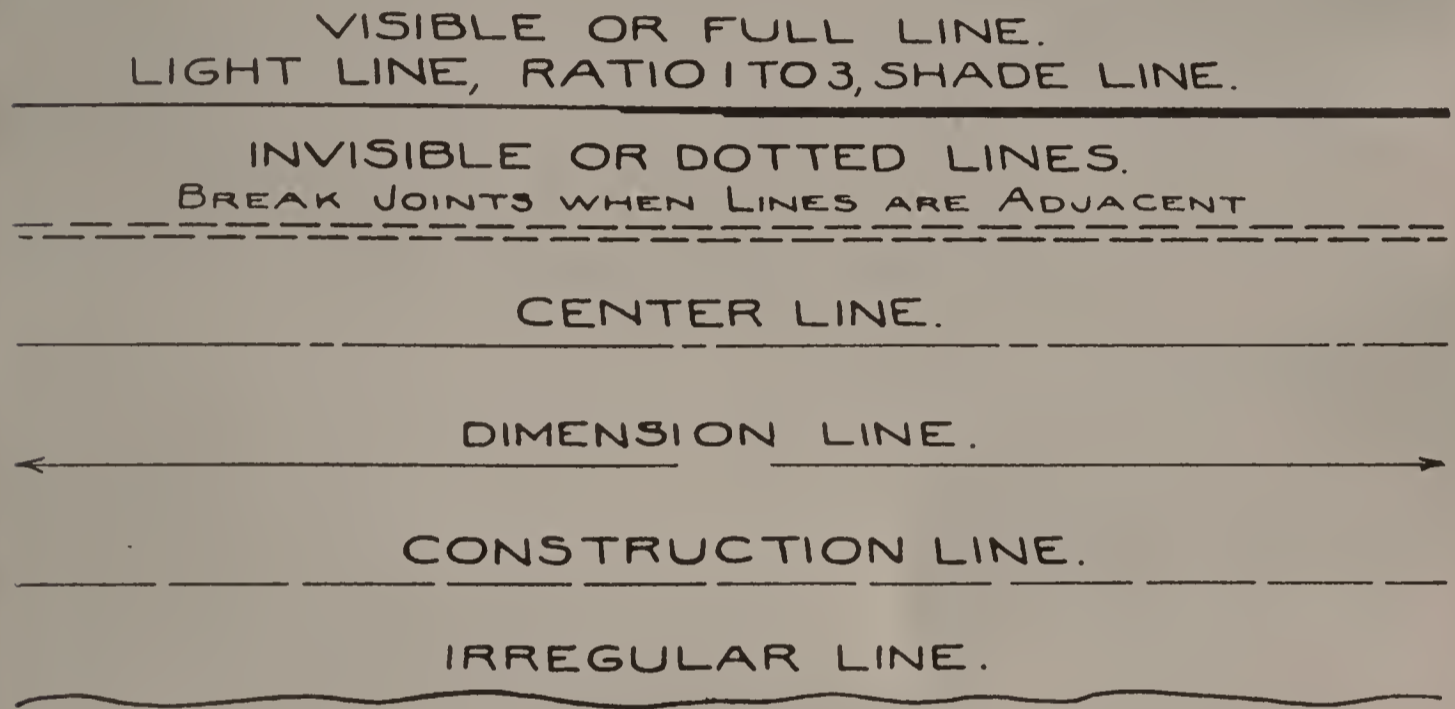 VISIBLE OR FULL LINE.
LIGHT LINE, RATIO 1 TO 3, SHADE LINE.
INVISIBLE OR DOTTED LINES.
BREAK JOINTS WHEN LINES ARE ADJACENT
CENTER LINE.
DIMENSION LINE.
CONSTRUCTION LINE.
IRREGULAR LINE.